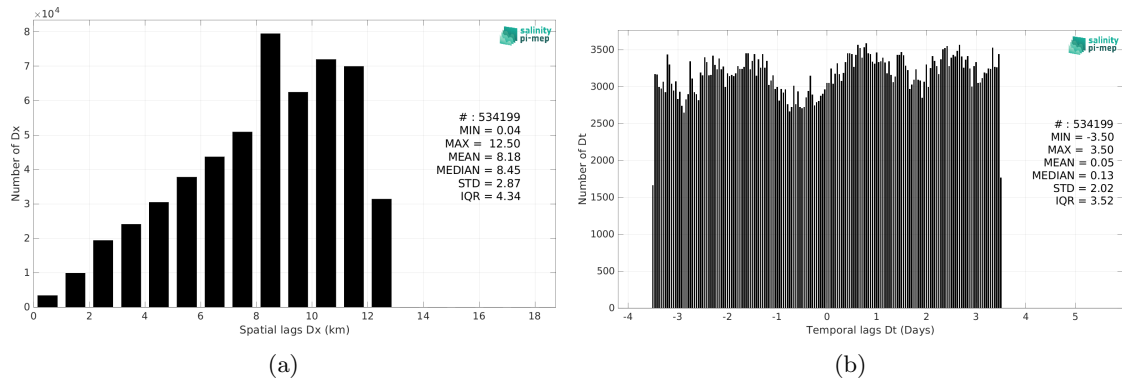 ×10⁴
8
7
6
5
4
3
2
1
0
Number of Dx
0 2 4 6 8 10 12 14 16 18
Spatial lags Dx (km)
salinity
pi-mep
# : 534199
MIN = 0.04
MAX = 12.50
MEAN = 8.18
MEDIAN = 8.45
STD = 2.87
IQR = 4.34
(a)
3500
3000
2500
2000
1500
1000
500
0
Number of Dt
-4 -3 -2 -1 0 1 2 3 4 5
Temporal lags Dt (Days)
salinity
pi-mep
# : 534199
MIN = -3.50
MAX = 3.50
MEAN = 0.05
MEDIAN = 0.13
STD = 2.02
IQR = 3.52
(b)